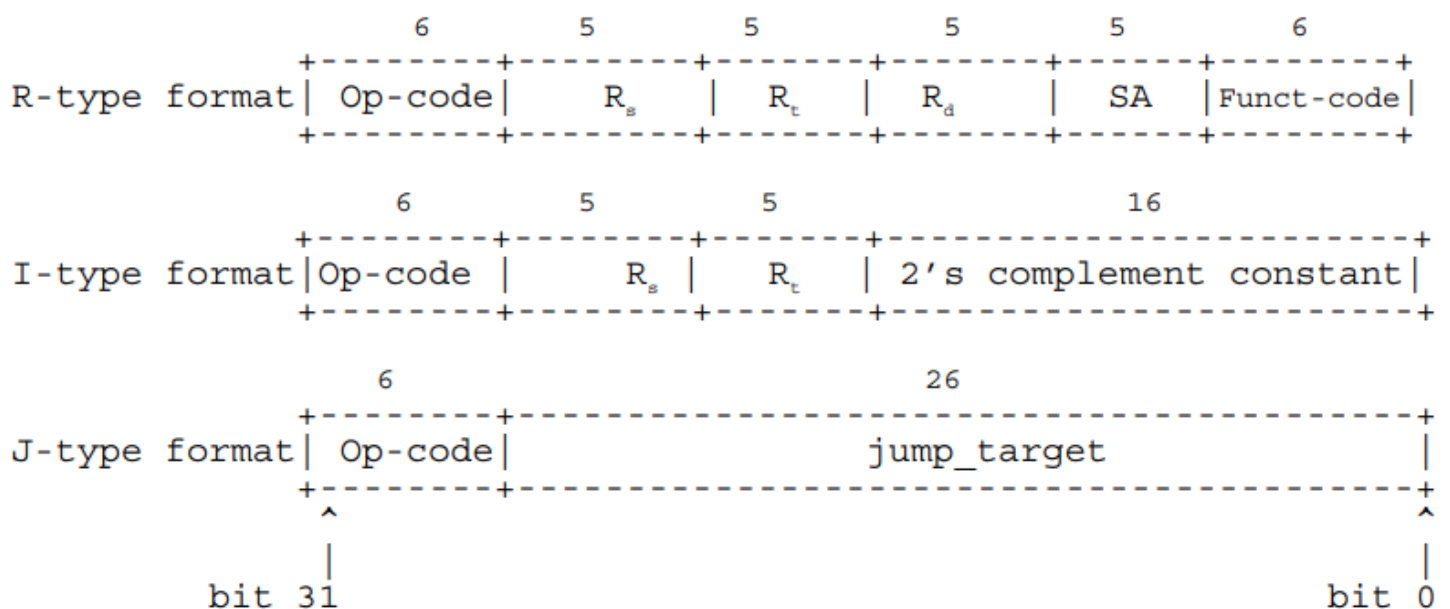 6 5 5 5 5 6
+--------+--------+-------+-------+------+--------+
R-type format| Op-code| Rs | Rt | Rd | SA |Funct-code|
+--------+--------+-------+-------+------+--------+
6 5 5 16
+--------+--------+-------+------------------------+
I-type format|Op-code | Rs | Rt | 2's complement constant|
+--------+--------+-------+------------------------+
6 26
+--------+-----------------------------------------+
J-type format| Op-code| jump_target |
+--------+-----------------------------------------+
^ ^
| |
bit 31 bit 0